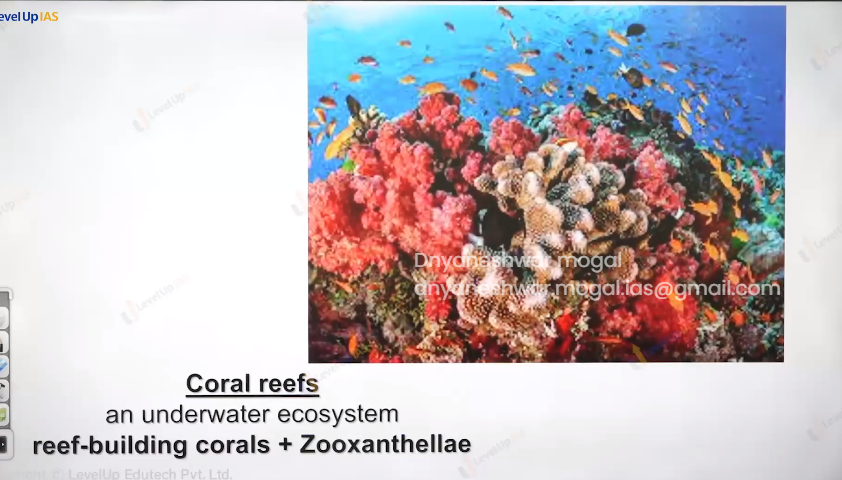 LevelUp IAS
Dnyaneshwar mogal
dnyaneshwar.mogal.ias@gmail.com
Coral reefs
an underwater ecosystem
reef-building corals + Zooxanthellae
Copyright © LevelUp Edutech Pvt. Ltd.